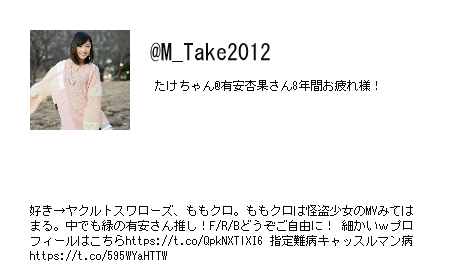 @M_Take2012
たけちゃん@有安杏果さん8年間お疲れ様！
好き→ヤクルトスワローズ、ももクロ。ももクロは怪盗少女のMVみては
まる。中でも緑の有安さん推し！F/R/Bどうぞご自由に！ 細かいwプロ
フィールはこちらhttps://t.co/QpkNXTlXI6 指定難病キャッスルマン病
https://t.co/595WYaHTTW